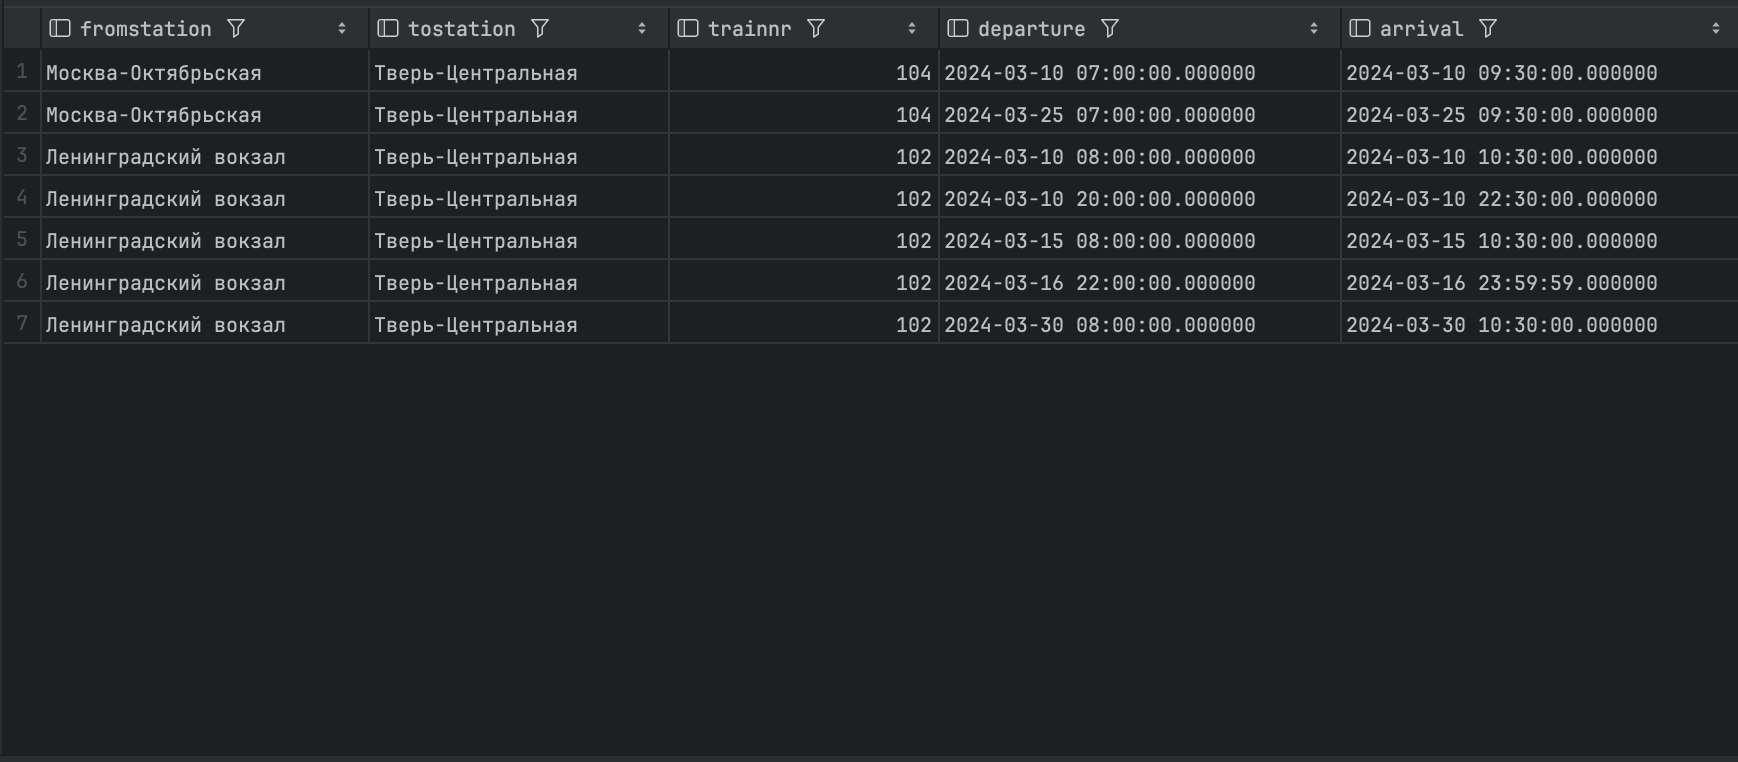 fromstation tostation trainnr departure arrival
1 Москва-Октябрьская Тверь-Центральная 104 2024-03-10 07:00:00.000000 2024-03-10 09:30:00.000000
2 Москва-Октябрьская Тверь-Центральная 104 2024-03-25 07:00:00.000000 2024-03-25 09:30:00.000000
3 Ленинградский вокзал Тверь-Центральная 102 2024-03-10 08:00:00.000000 2024-03-10 10:30:00.000000
4 Ленинградский вокзал Тверь-Центральная 102 2024-03-10 20:00:00.000000 2024-03-10 22:30:00.000000
5 Ленинградский вокзал Тверь-Центральная 102 2024-03-15 08:00:00.000000 2024-03-15 10:30:00.000000
6 Ленинградский вокзал Тверь-Центральная 102 2024-03-16 22:00:00.000000 2024-03-16 23:59:59.000000
7 Ленинградский вокзал Тверь-Центральная 102 2024-03-30 08:00:00.000000 2024-03-30 10:30:00.000000